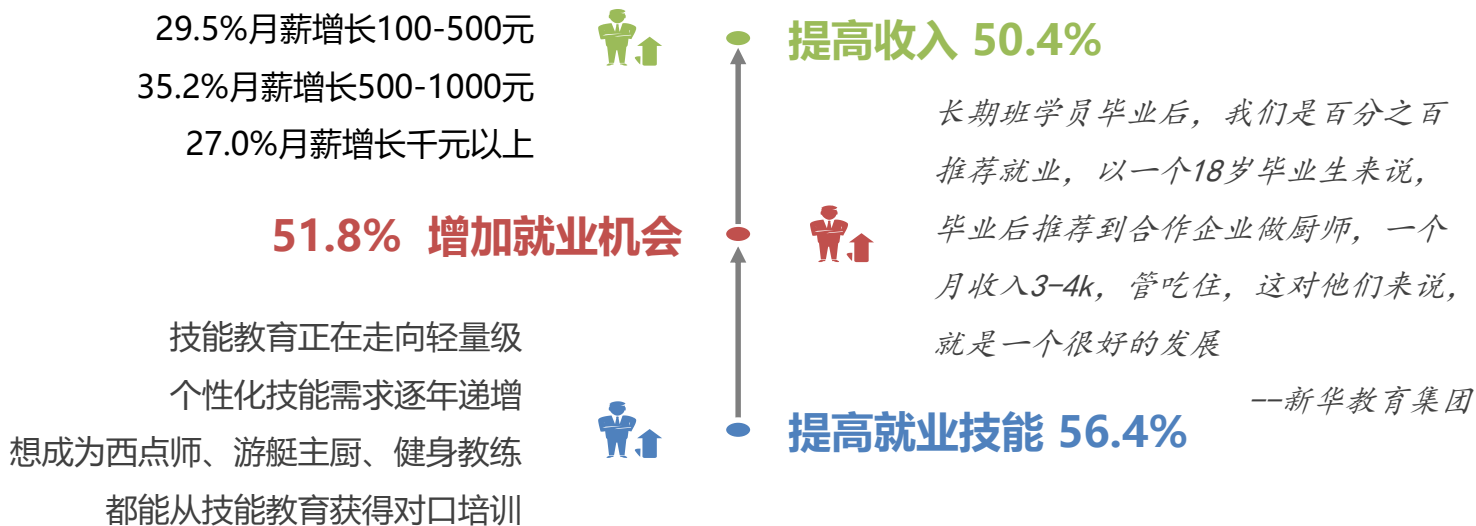 29.5%月薪增长100-500元
35.2%月薪增长500-1000元
27.0%月薪增长千元以上
提高收入 50.4%
长期班学员毕业后，我们是百分之百
推荐就业，以一个18岁毕业生来说，
毕业后推荐到合作企业做厨师，一个
月收入3-4k，管吃住，这对他们来说，
就是一个很好的发展
--新华教育集团
51.8% 增加就业机会
技能教育正在走向轻量级
个性化技能需求逐年递增
想成为西点师、游艇主厨、健身教练
都能从技能教育获得对口培训
提高就业技能 56.4%